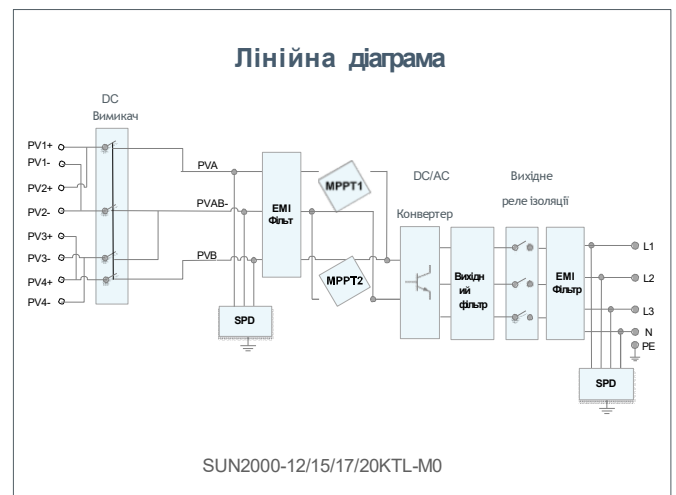 Лінійна діаграма
DC
Вимикач
PV1+
PV1-
PV2+
PV2-
PV3+
PV3-
PV4+
PV4-
PVA
PVAB-
PVB
EMI
Фільт
MPPT1
MPPT2
SPD
DC/AC
Конвертер
Вихідн
ий
фільтр
Вихідне
реле ізоляції
EMI
Фільтр
L1
L2
L3
N
PE
SPD
SUN2000-12/15/17/20KTL-M0